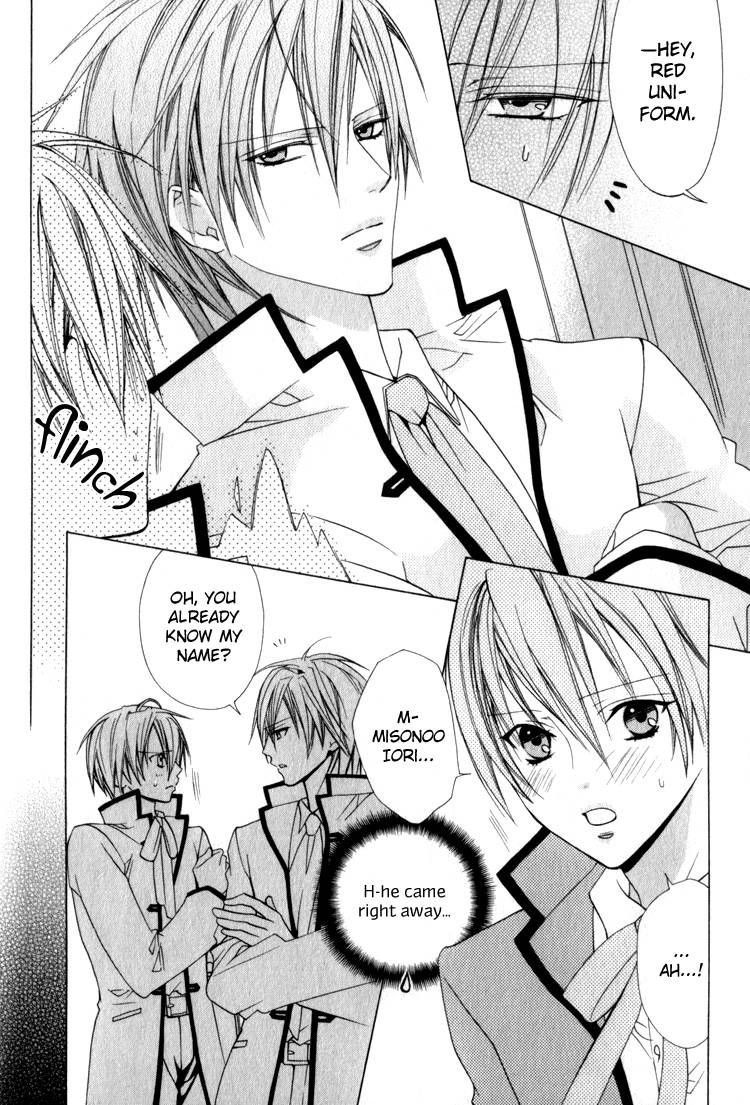 —HEY,
RED
UNI-
FORM.
flinch
M-
MISONOO
IORI...
OH, YOU
ALREADY
KNOW MY
NAME?
H-he came
right away...
...
AH...!